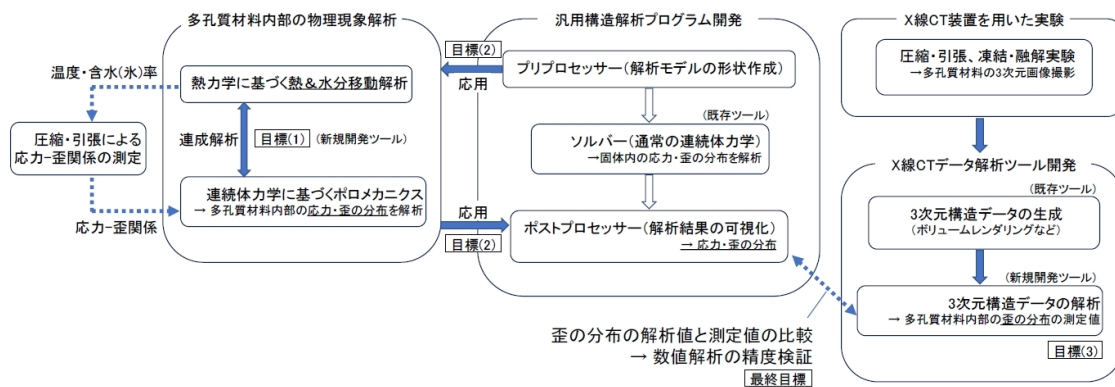 多孔質材料内部の物理現象解析
温度・含水(氷)率
熱力学に基づく熱&水分移動解析
圧縮・引張による
応力-歪関係の測定
連成解析
目標(1)
(新規開発ツール)
連続体力学に基づくポロメカニクス
→ 多孔質材料内部の応力・歪の分布を解析
応力-歪関係
目標(2)
応用
応用
目標(2)
汎用構造解析プログラム開発
プリプロセッサー(解析モデルの形状作成)
(既存ツール)
ソルバー(通常の連続体力学)
→固体内の応力・歪の分布を解析
ポストプロセッサー(解析結果の可視化)
→ 応力・歪の分布
歪の分布の解析値と測定値の比較
→ 数値解析の精度検証
最終目標
X線CT装置を用いた実験
圧縮・引張、凍結・融解実験
→多孔質材料の3次元画像撮影
X線CTデータ解析ツール開発
(既存ツール)
3次元構造データの生成
(ボリュームレンダリングなど)
(新規開発ツール)
3次元構造データの解析
→ 多孔質材料内部の歪の分布の測定値
目標(3)